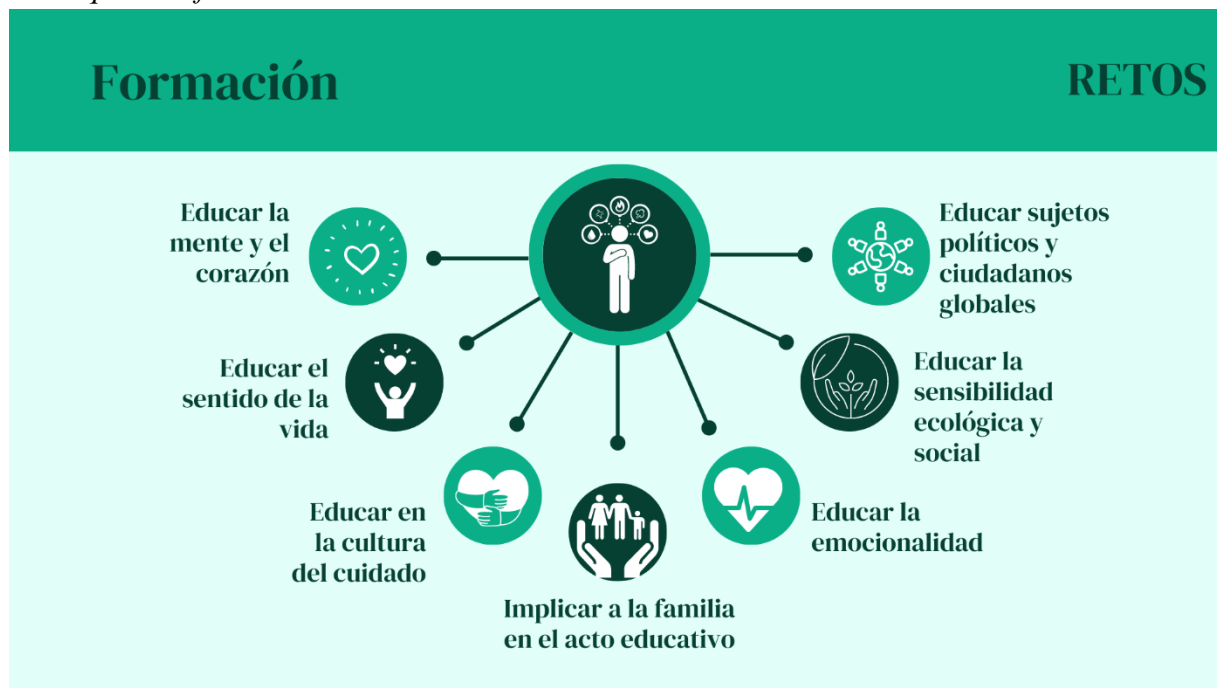 Formación
RETOS
Educar la
mente y el
corazón
Educar el
sentido de la
vida
Educar en
la cultura
del cuidado
Implicar a la familia
en el acto educativo
Educar la
emocionalidad
Educar la
sensibilidad
ecológica y
social
Educar sujetos
políticos y
ciudadanos
globales